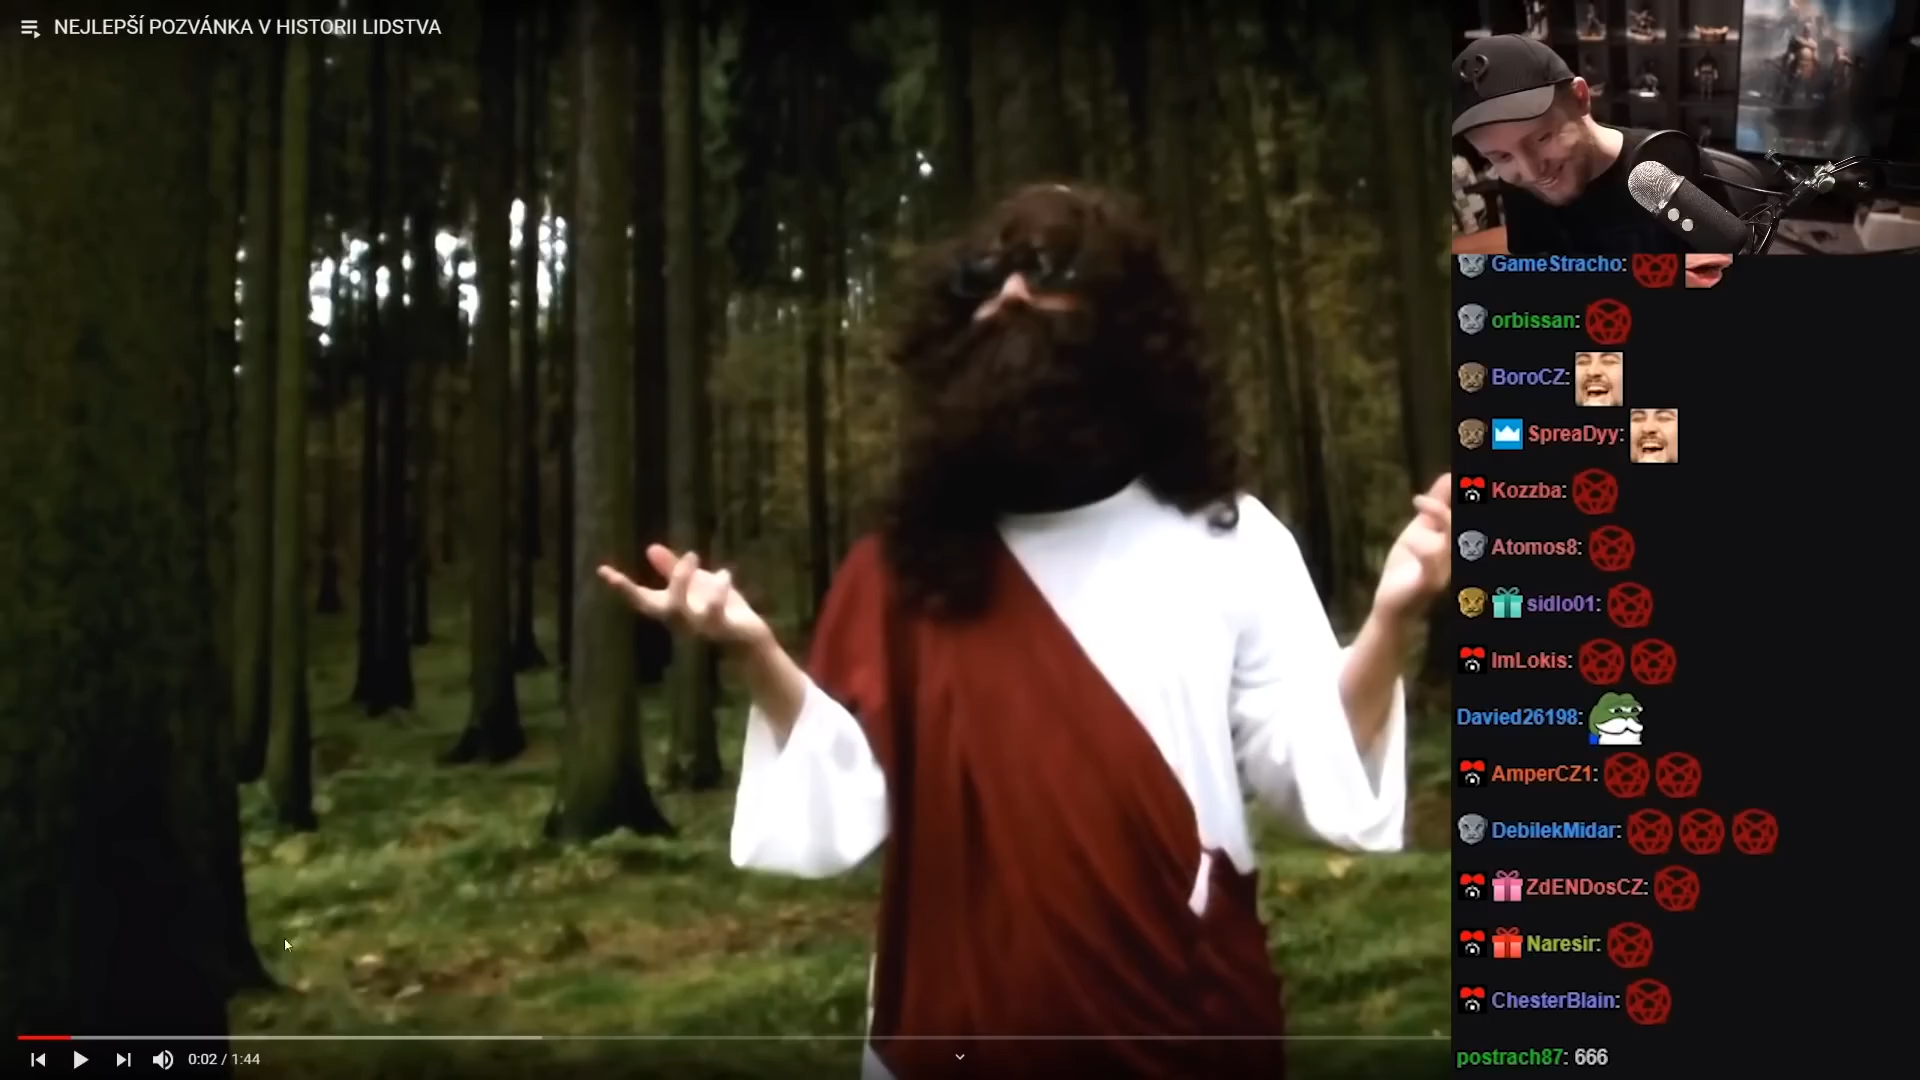 NEJLEPŠÍ POZVÁNKA V HISTORII LIDSTVA
GameStracho:
orbissan:
BoroCZ:
SpreaDyy:
Kozzba:
Atomos8:
sidlo01:
ImLokis:
Davied26198:
AmperCZ1:
DebilekMidar:
ZdENDosCZ:
Naresir:
ChesterBlain:
postrach87: 666
0:02 / 1:44